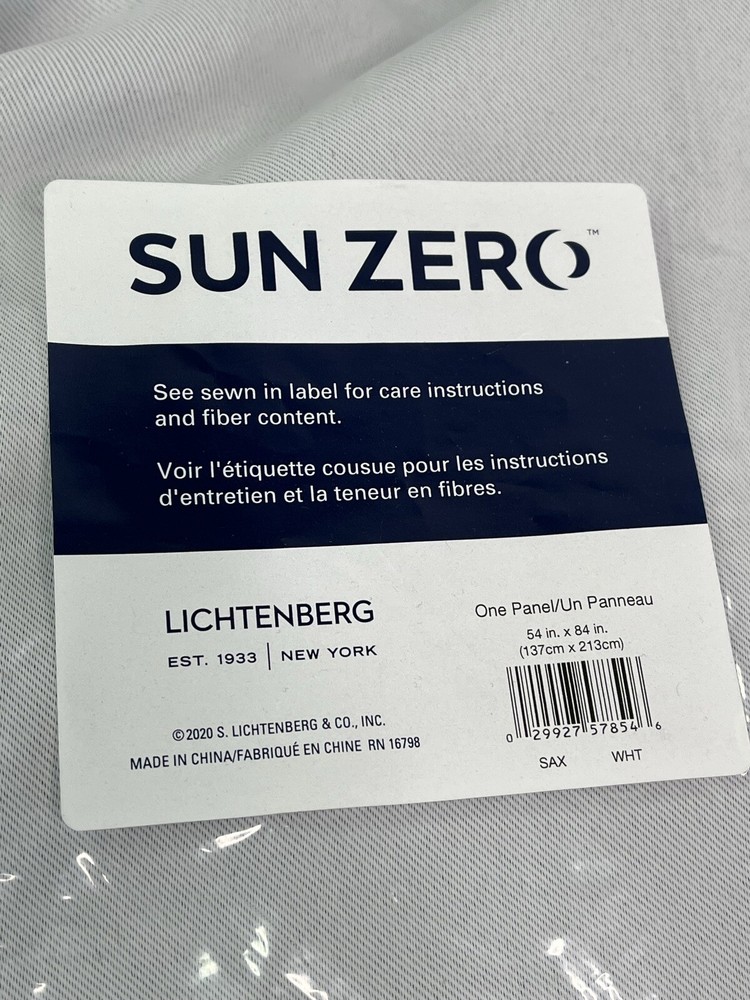 SUN ZERO™
See sewn in label for care instructions
and fiber content.
Voir l'étiquette cousue pour les instructions
d'entretien et la teneur en fibres.
LICHTENBERG
EST. 1933 | NEW YORK
©2020 S. LICHTENBERG & CO., INC.
MADE IN CHINA/FABRIQUÉ EN CHINE RN 16798
One Panel/Un Panneau
54 in. x 84 in.
(137cm x 213cm)
0 29927 57854 6
SAX WHT